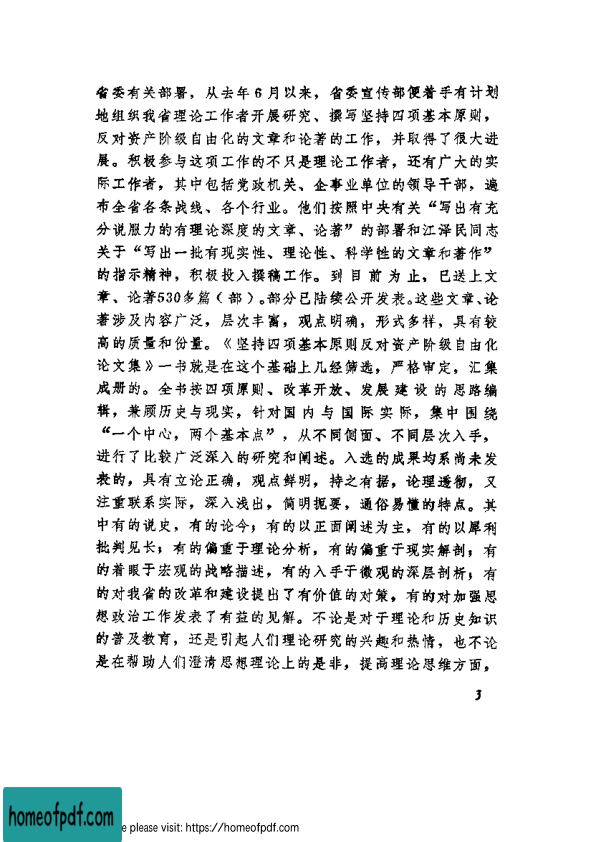 省委有关部署，从去年6月以来，省委宣传部便着手有计划
地组织我省理论工作者开展研究、撰写坚持四项基本原则，
反对资产阶级自由化的文章和论著的工作，并取得了很大进
展。积极参与这项工作的不只是理论工作者，还有广大的实
际工作者，其中包括党政机关、企事业单位的领导干部，遍
布全省各条战线、各个行业。他们按照中央有关“写出有充
分说服力的有理论深度的文章、论著”的部署和江泽民同志
关于“写出一批有现实性、理论性、科学性的文章和著作”
的指示精神，积极投入撰稿工作。到目前为止，已送上文
章、论著530多篇（部）。部分已陆续公开发表。这些文章、论
著涉及内容广泛，层次丰富，观点明确，形式多样，具有较
高的质量和份量。《坚持四项基本原则反对资产阶级自由化
论文集》一书就是在这个基础上几经筛选，严格审定，汇集
成册的。全书按四项原则、改革开放、发展建设的思路编
辑，兼顾历史与现实，针对国内与国际实际，集中围绕
“一个中心，两个基本点”，从不同侧面、不同层次入手，
进行了比较广泛深入的研究和阐述。入选的成果均系尚未发
表的，具有立论正确，观点鲜明，持之有据，论理透彻，又
注重联系实际，深入浅出，简明扼要，通俗易懂的特点。其
中有的说史，有的论今；有的以正面阐述为主，有的以犀利
批判见长；有的偏重于理论分析，有的偏重于现实解剖；有
的着眼于宏观的战略描述，有的入手于微观的深层剖析；有
的对我省的改革和建设提出了有价值的对策，有的对加强思
想政治工作发表了有益的见解。不论是对于理论和历史知识
的普及教育，还是引起人们理论研究的兴趣和热情，也不论
是在帮助人们澄清思想理论上的是非，提高理论思维方面，
3
homeofpdf.com
e please visit: https://homeofpdf.com